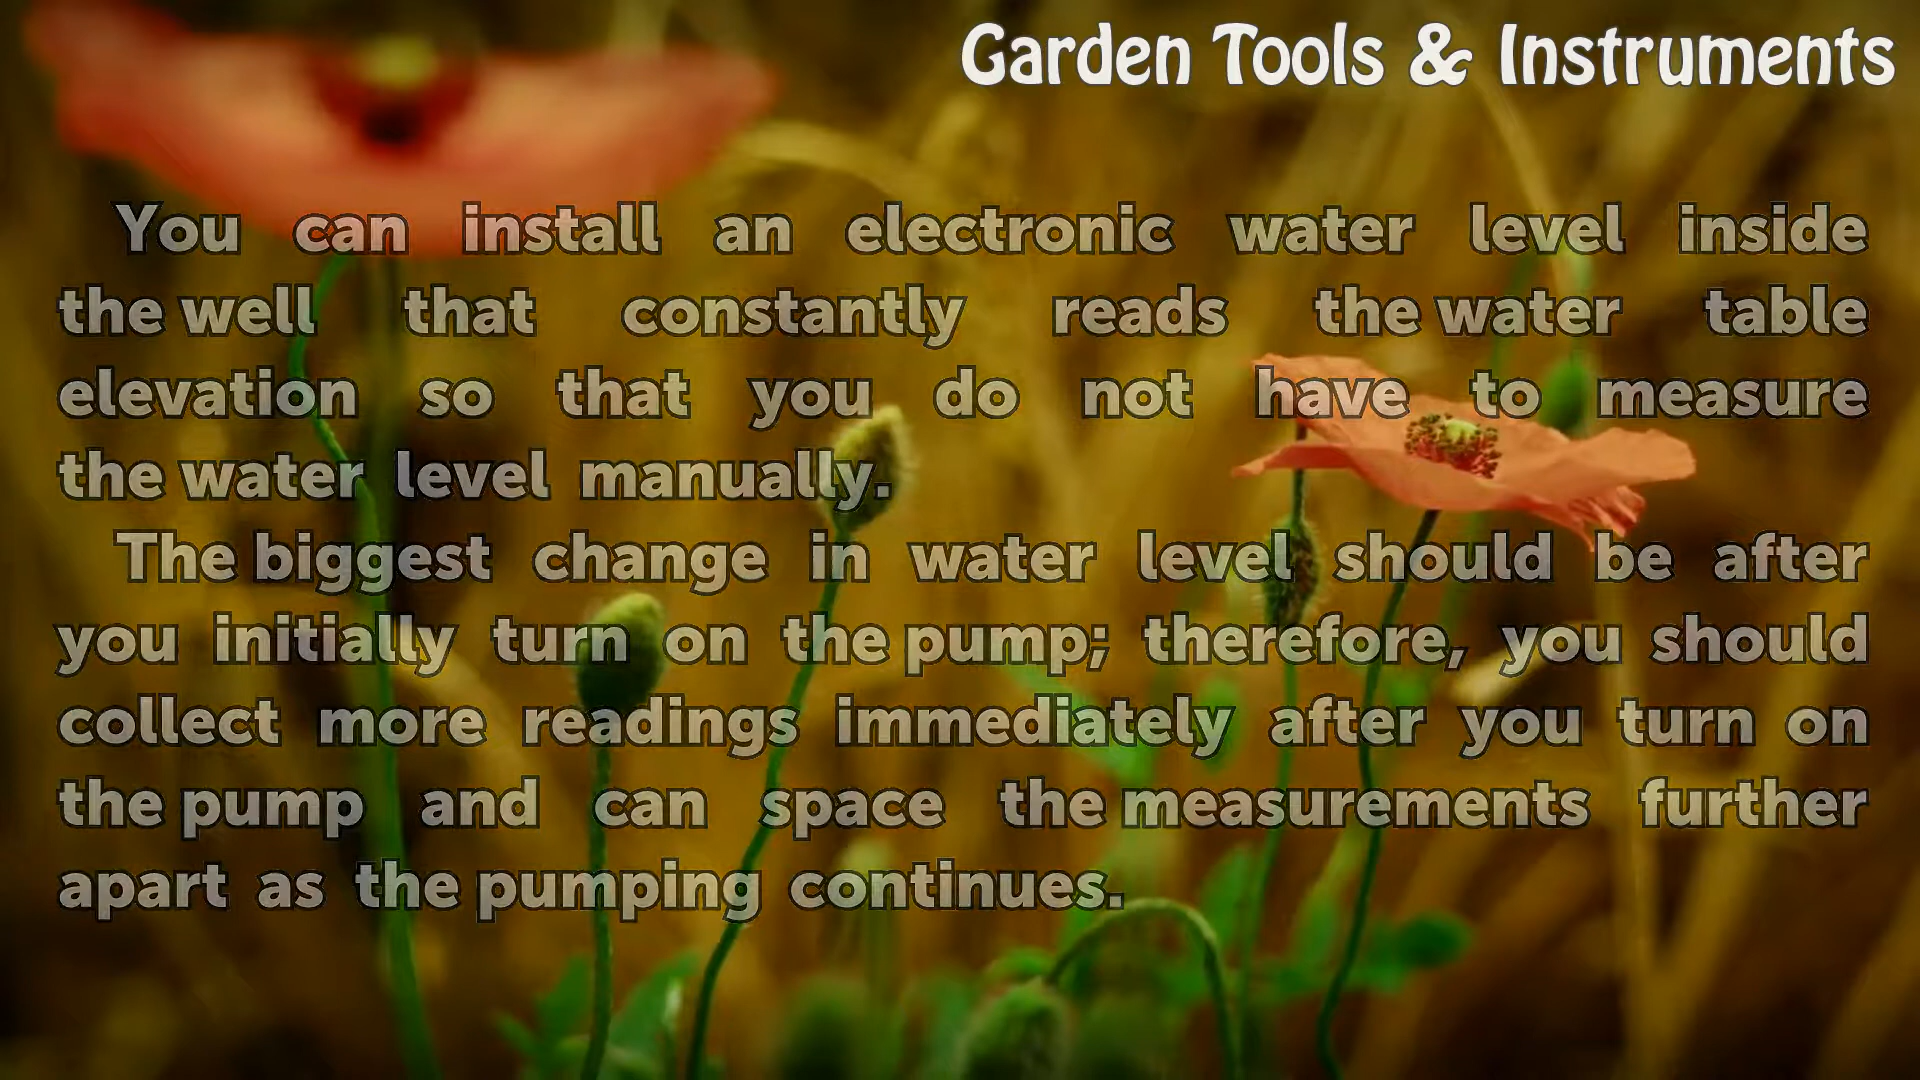 Garden Tools & Instruments
You can install an electronic water level inside
the well that constantly reads the water table
elevation so that you do not have to measure
the water level manually.
The biggest change in water level should be after
you initially turn on the pump; therefore, you should
collect more readings immediately after you turn on
the pump and can space the measurements further
apart as the pumping continues.